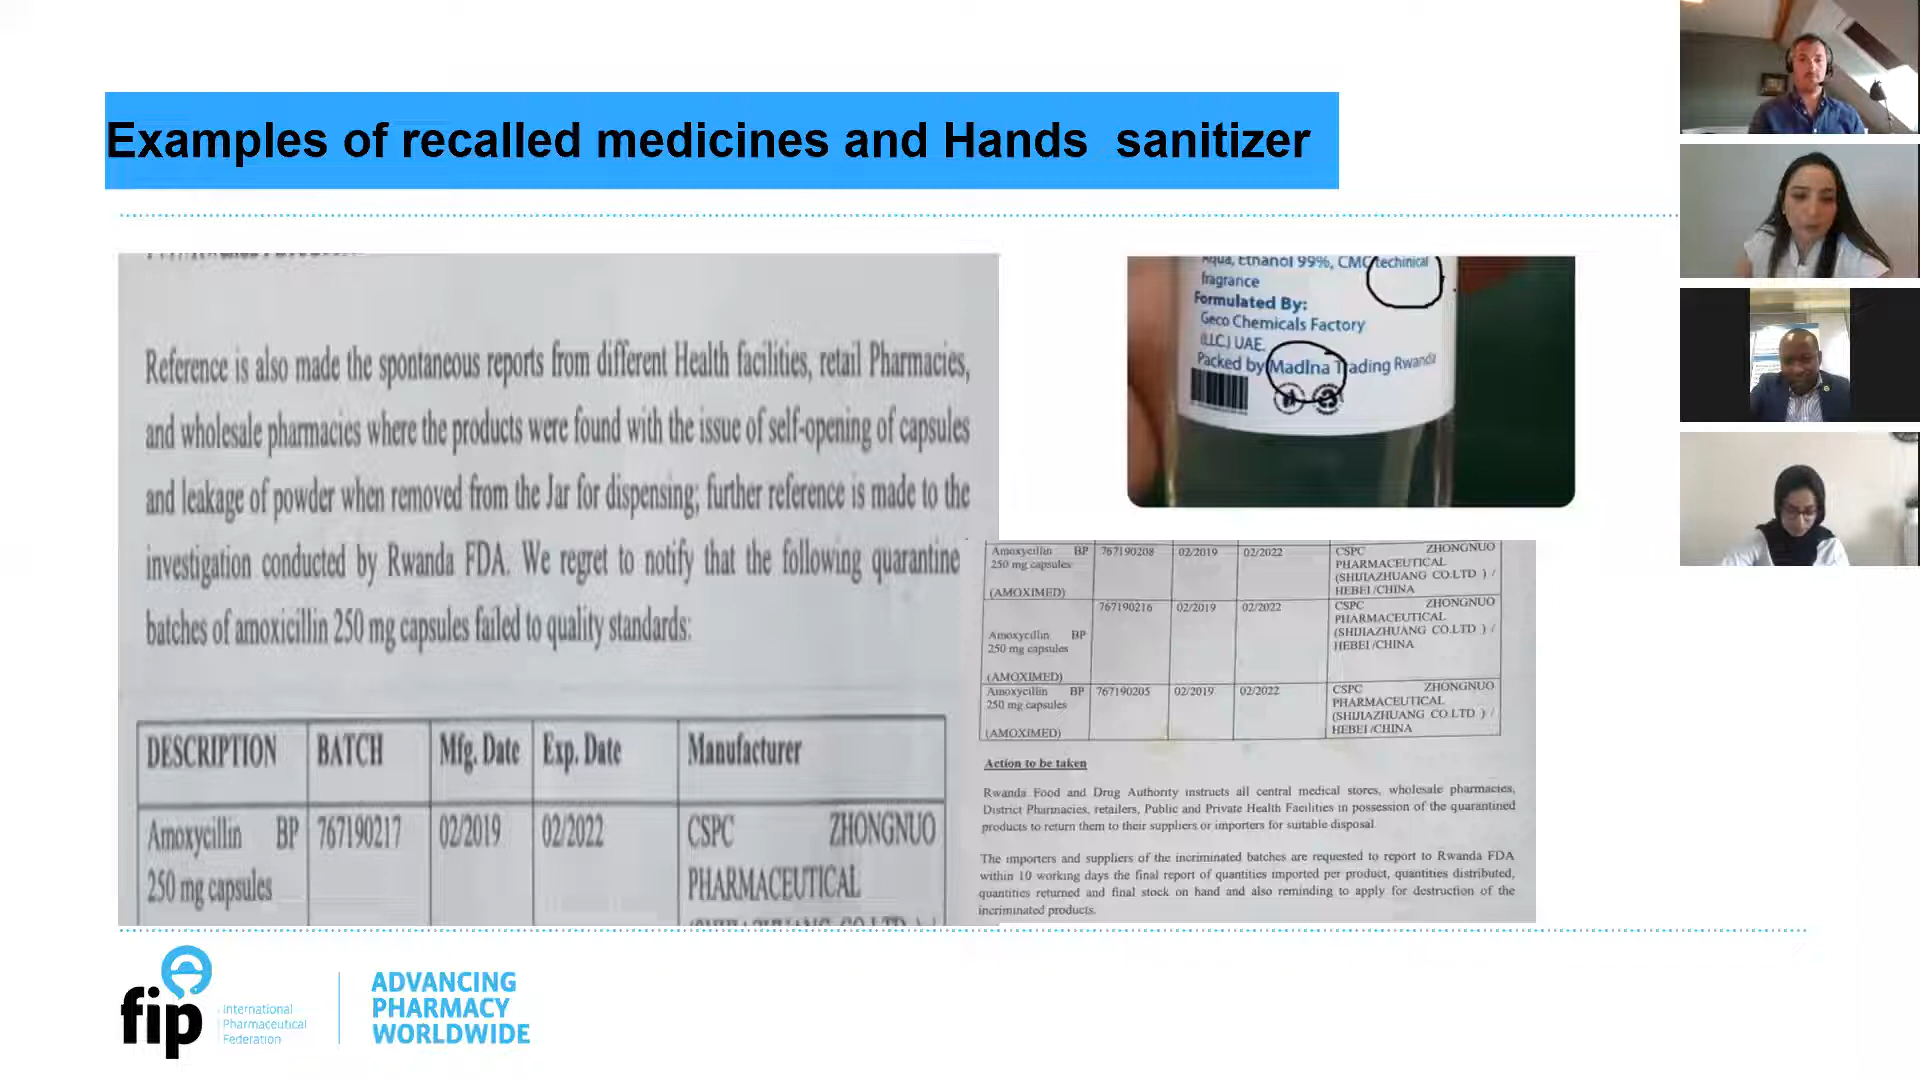 Examples of recalled medicines and Hands sanitizer
Reference is also made the spontaneous reports from different Health facilities, retail Pharmacies,
and wholesale pharmacies where the products were found with the issue of self-opening of capsules
and leakage of powder when removed from the Jar for dispensing; further reference is made to the
investigation conducted by Rwanda FDA. We regret to notify that the following quarantine
batches of amoxicillin 250 mg capsules failed to quality standards:
DESCRIPTION BATCH Mfg. Date Exp. Date Manufacturer
Amoxycillin BP 767190217 02/2019 02/2022 CSPC ZHONGNUO
250 mg capsules PHARMACEUTICAL
Aqua, Ethanol 99%, CMC techinical
fragrance
Formulated By:
Geco Chemicals Factory
(LLC.) UAE.
Packed by MadIna Trading Rwanda
Amoxycillin BP 767190208 02/2019 02/2022 CSPC ZHONGNUO
250 mg capsules PHARMACEUTICAL
(SHIJIAZHUANG CO.LTD ) /
(AMOXIMED) HEBEI /CHINA
767190216 02/2019 02/2022 CSPC ZHONGNUO
PHARMACEUTICAL
Amoxycillin BP (SHIJIAZHUANG CO.LTD ) /
250 mg capsules HEBEI /CHINA
(AMOXIMED)
Amoxycillin BP 767190205 02/2019 02/2022 CSPC ZHONGNUO
250 mg capsules PHARMACEUTICAL
(SHIJIAZHUANG CO.LTD ) /
(AMOXIMED) HEBEI /CHINA
Action to be taken
Rwanda Food and Drug Authority instructs all central medical stores, wholesale pharmacies,
District Pharmacies, retailers, Public and Private Health Facilities in possession of the quarantined
products to return them to their suppliers or importers for suitable disposal.
The importers and suppliers of the incriminated batches are requested to report to Rwanda FDA
within 10 working days the final report of quantities imported per product, quantities distributed,
quantities returned and final stock on hand and also reminding to apply for destruction of the
incriminated products.
fip
International
Pharmaceutical
Federation
ADVANCING
PHARMACY
WORLDWIDE